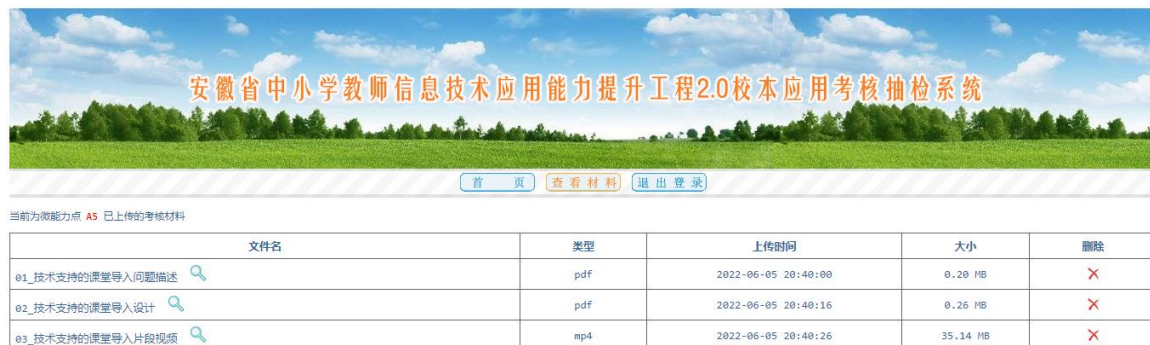 安徽省中小学教师信息技术应用能力提升工程2.0校本应用考核抽检系统
首 页 查看材料 退出登录
当前为微能力点 A5 已上传的考核材料
文件名 类型 上传时间 大小 删除
01_技术支持的课堂导入问题描述 pdf 2022-06-05 20:40:00 0.20 MB
02_技术支持的课堂导入设计 pdf 2022-06-05 20:40:16 0.26 MB
03_技术支持的课堂导入片段视频 mp4 2022-06-05 20:40:26 35.14 MB